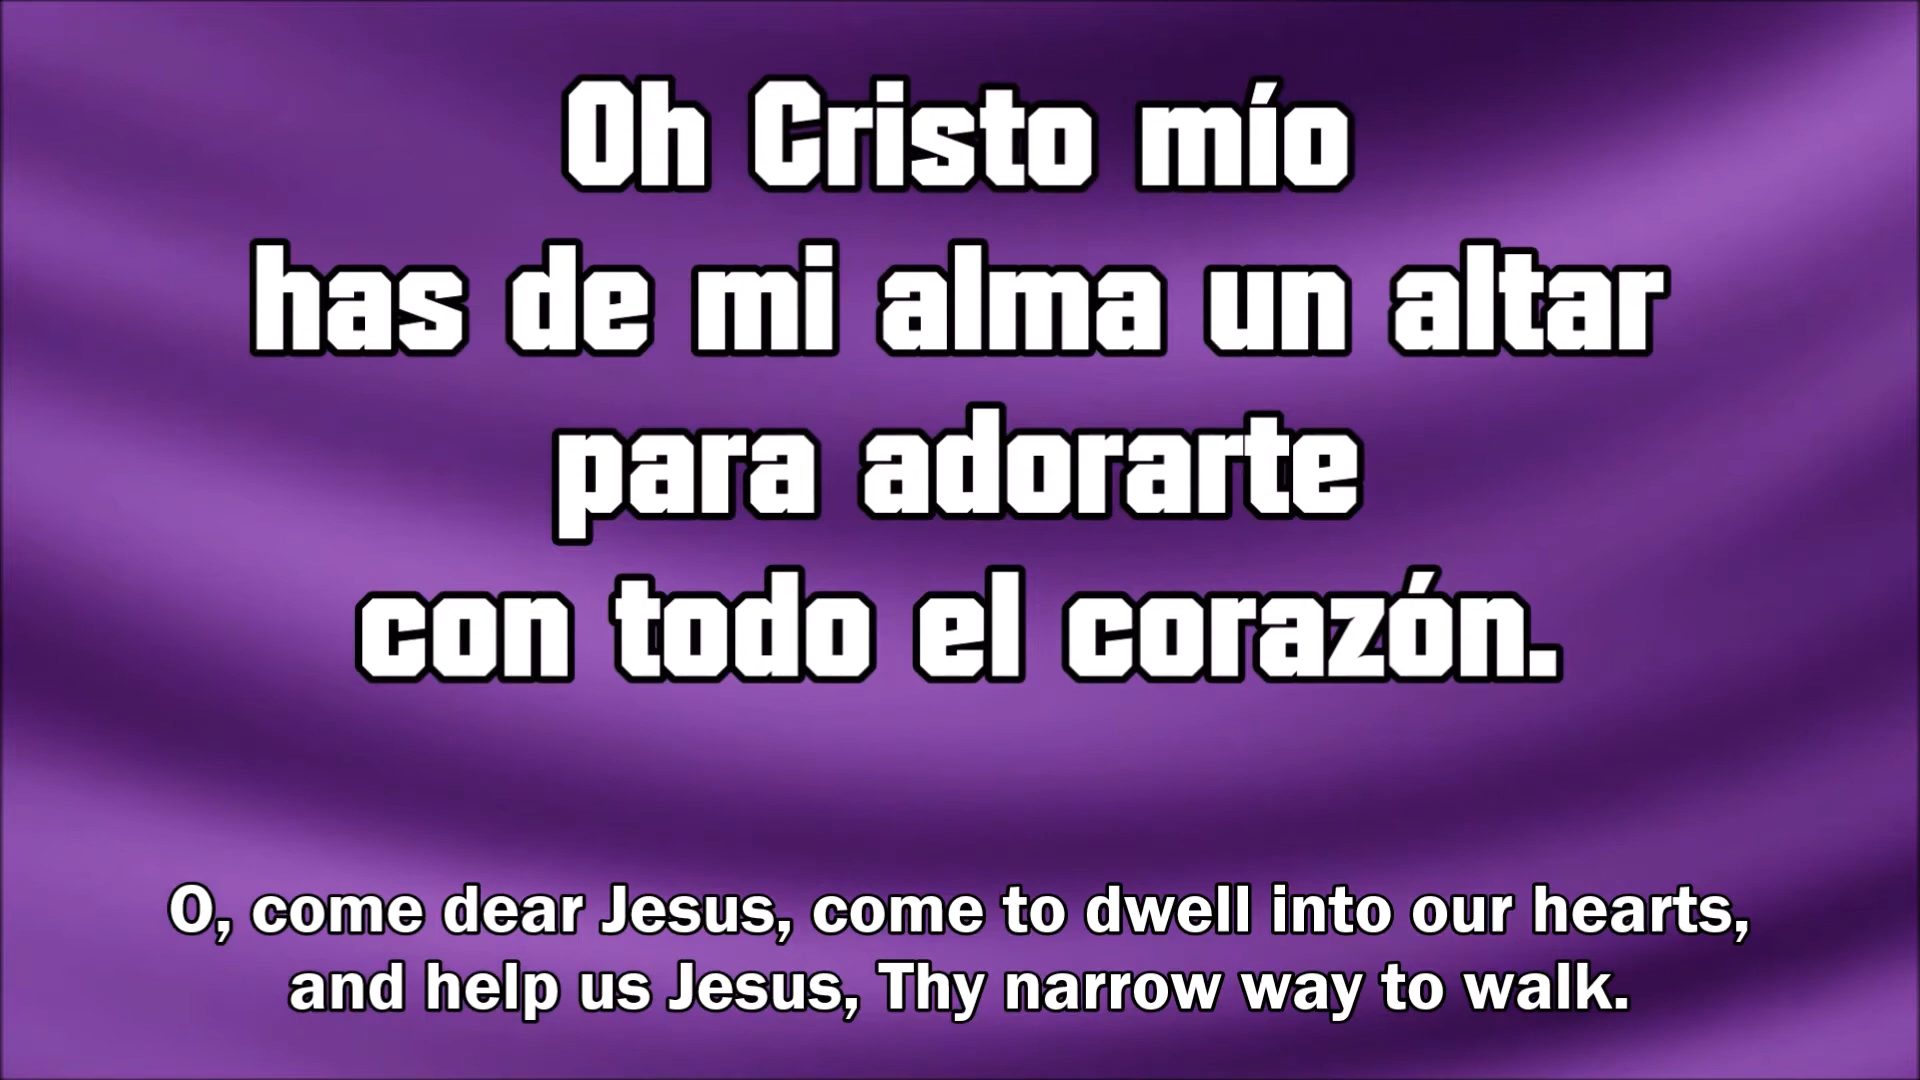 Oh Cristo mío
has de mi alma un altar
para adorarte
con todo el corazón.
O, come dear Jesus, come to dwell into our hearts,
and help us Jesus, Thy narrow way to walk.